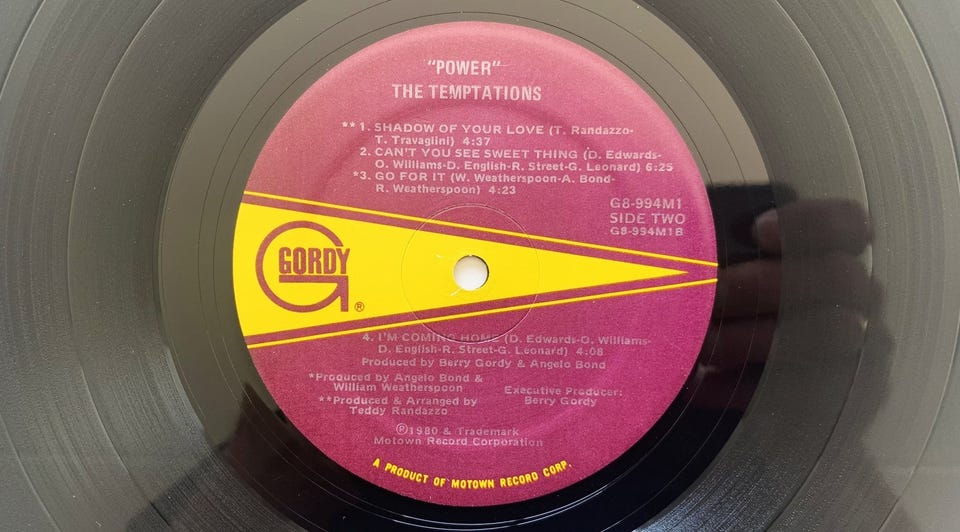 "POWER"
THE TEMPTATIONS
**1. SHADOW OF YOUR LOVE (T. Randazzo-
T. Travaglini) 4:37
2. CAN'T YOU SEE SWEET THING (D. Edwards-
O. Williams-D. English-R. Street-G. Leonard) 6:25
*3. GO FOR IT (W. Weatherspoon-A. Bond-
R. Weatherspoon) 4:23
G8-994M1
SIDE TWO
G8-994M1B
GORDY
®
4. I'M COMING HOME (D. Edwards-O. Williams-
D. English-R. Street-G. Leonard) 4:08
Produced by Berry Gordy & Angelo Bond
*Produced by Angelo Bond &
William Weatherspoon
**Produced & Arranged by
Teddy Randazzo
Executive Producer:
Berry Gordy
℗1980 & Trademark
Motown Record Corporation
A PRODUCT OF MOTOWN RECORD CORP.